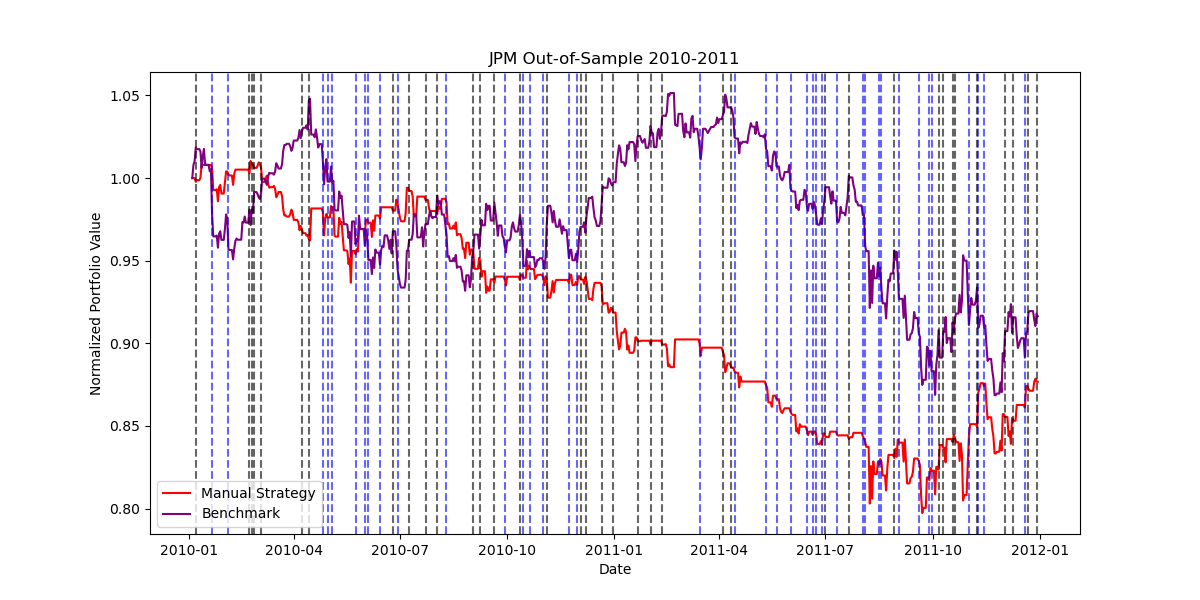 JPM Out-of-Sample 2010-2011
Normalized Portfolio Value
1.05
1.00
0.95
0.90
0.85
0.80
Manual Strategy
Benchmark
2010-01 2010-04 2010-07 2010-10 2011-01 2011-04 2011-07 2011-10 2012-01
Date